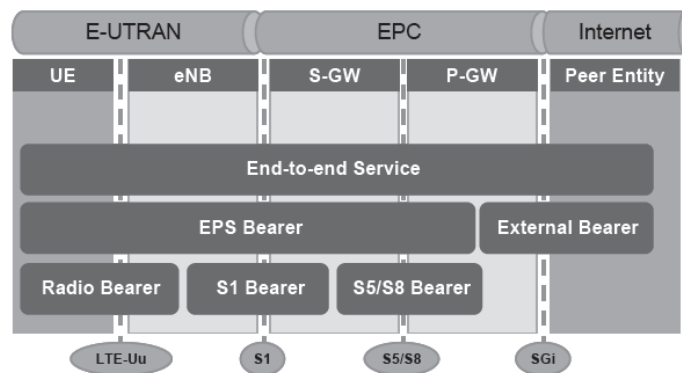 E-UTRAN EPC Internet
UE eNB S-GW P-GW Peer Entity
End-to-end Service
EPS Bearer External Bearer
Radio Bearer S1 Bearer S5/S8 Bearer
LTE-Uu S1 S5/S8 SGi